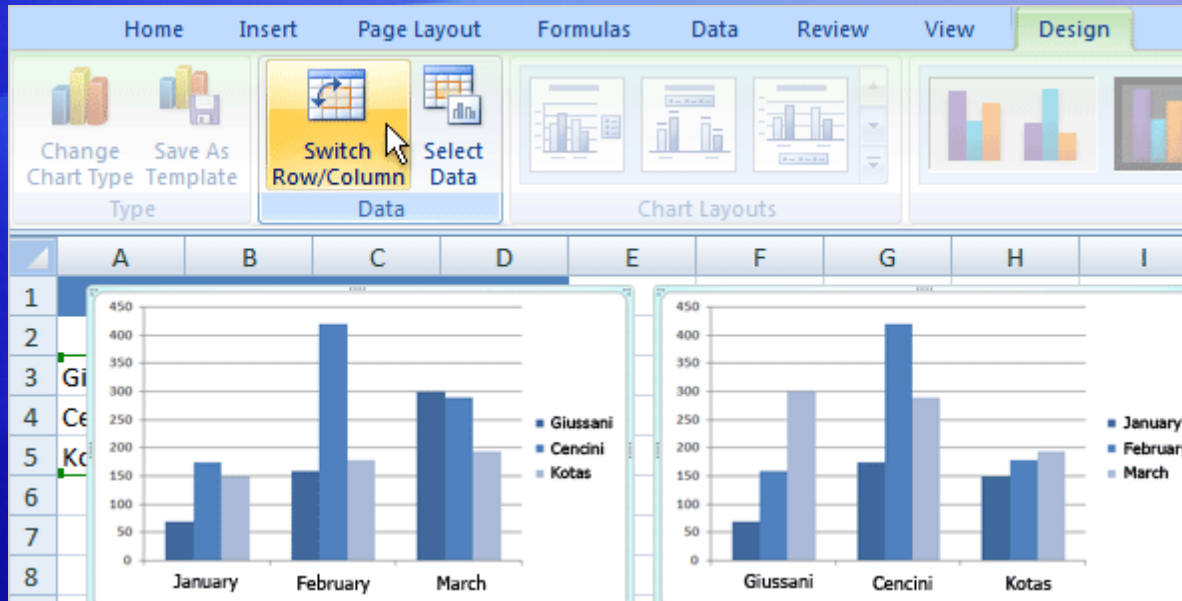 Home Insert Page Layout Formulas Data Review View Design
Change Chart Type
Save As Template
Switch Row/Column
Select Data
Type Data Chart Layouts
A B C D E F G H I
1
2
3 Gi
4 Ce
5 Ko
6
7
8
450
400
350
300
250
200
150
100
50
0
January February March
Giussani
Cencini
Kotas
450
400
350
300
250
200
150
100
50
0
Giussani Cencini Kotas
January
Februar
March